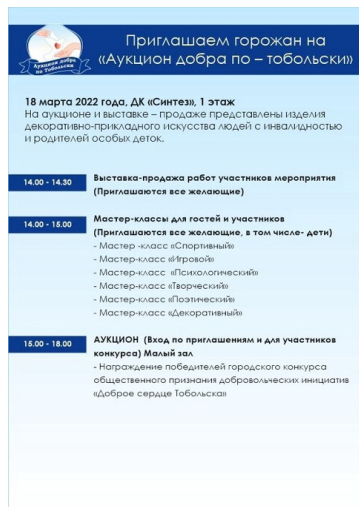 Аукцион добра
по Тобольски
Приглашаем горожан на
«Аукцион добра по – тобольски»
18 марта 2022 года, ДК «Синтез», 1 этаж
На аукционе и выставке – продаже представлены изделия
декоративно-прикладного искусства людей с инвалидностью
и родителей особых деток.
14.00 - 14.30
Выставка-продажа работ участников мероприятия
(Приглашаются все желающие)
14.00 - 15.00
Мастер-классы для гостей и участников
(Приглашаются все желающие, в том числе- дети)
- Мастер -класс «Спортивный»
- Мастер-класс «Игровой»
- Мастер-класс «Психологический»
- Мастер-класс «Творческий»
- Мастер-класс «Поэтический»
- Мастер-класс «Декоративный»
15.00 - 18.00
АУКЦИОН (Вход по приглашениям и для участников
конкурса) Малый зал
- Награждение победителей городского конкурса
общественного признания добровольческих инициатив
«Доброе сердце Тобольска»